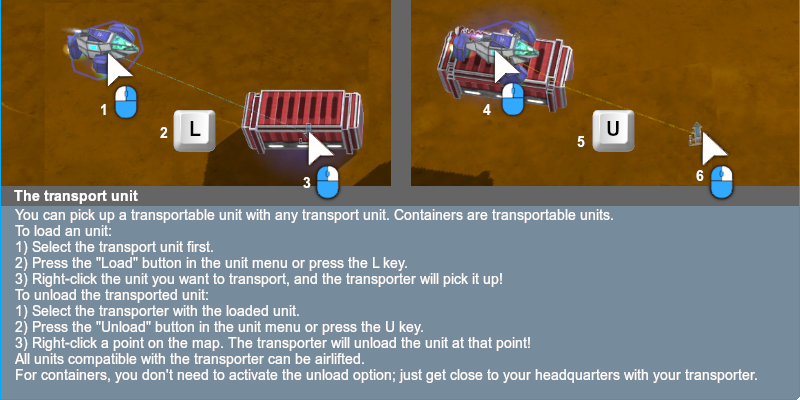 1
2
L
3
4
5
U
6
The transport unit
You can pick up a transportable unit with any transport unit. Containers are transportable units.
To load an unit:
1) Select the transport unit first.
2) Press the "Load" button in the unit menu or press the L key.
3) Right-click the unit you want to transport, and the transporter will pick it up!
To unload the transported unit:
1) Select the transporter with the loaded unit.
2) Press the "Unload" button in the unit menu or press the U key.
3) Right-click a point on the map. The transporter will unload the unit at that point!
All units compatible with the transporter can be airlifted.
For containers, you don't need to activate the unload option; just get close to your headquarters with your transporter.